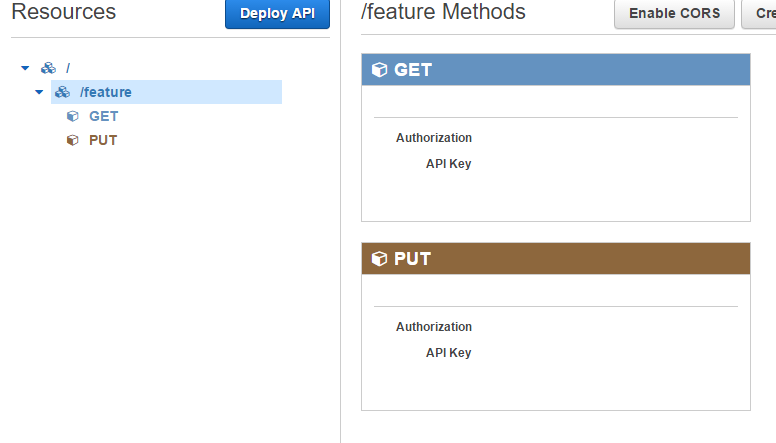 Resources
Deploy API
/
/feature
GET
PUT
/feature Methods
Enable CORS
Cre
GET
Authorization
API Key
PUT
Authorization
API Key